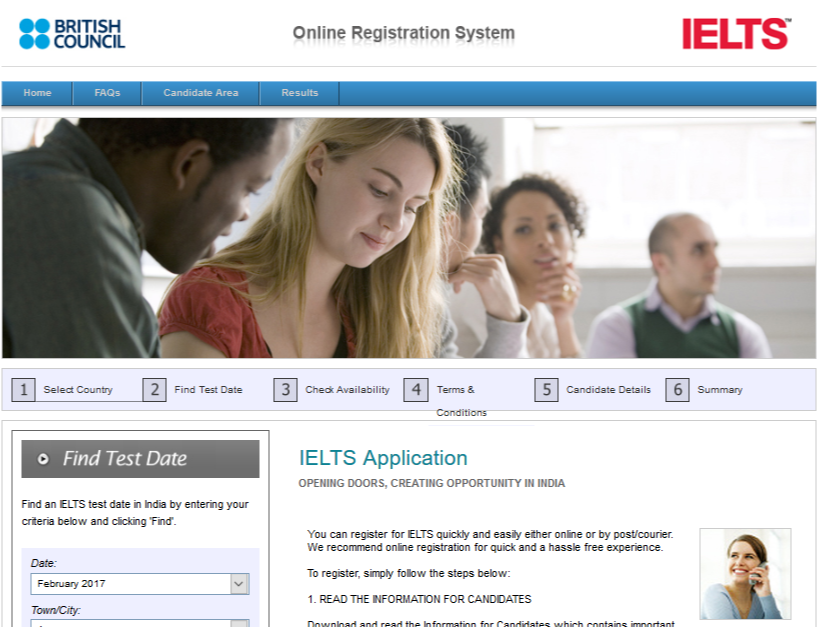 BRITISH
COUNCIL
Online Registration System
IELTS™
Home FAQs Candidate Area Results
1 Select Country 2 Find Test Date 3 Check Availability 4 Terms &
Conditions 5 Candidate Details 6 Summary
Find Test Date
Find an IELTS test date in India by entering your
criteria below and clicking 'Find'.
Date:
February 2017
Town/City:
IELTS Application
OPENING DOORS, CREATING OPPORTUNITY IN INDIA
You can register for IELTS quickly and easily either online or by post/courier.
We recommend online registration for quick and a hassle free experience.
To register, simply follow the steps below:
1. READ THE INFORMATION FOR CANDIDATES
Download and read the Information for Candidates which contains important